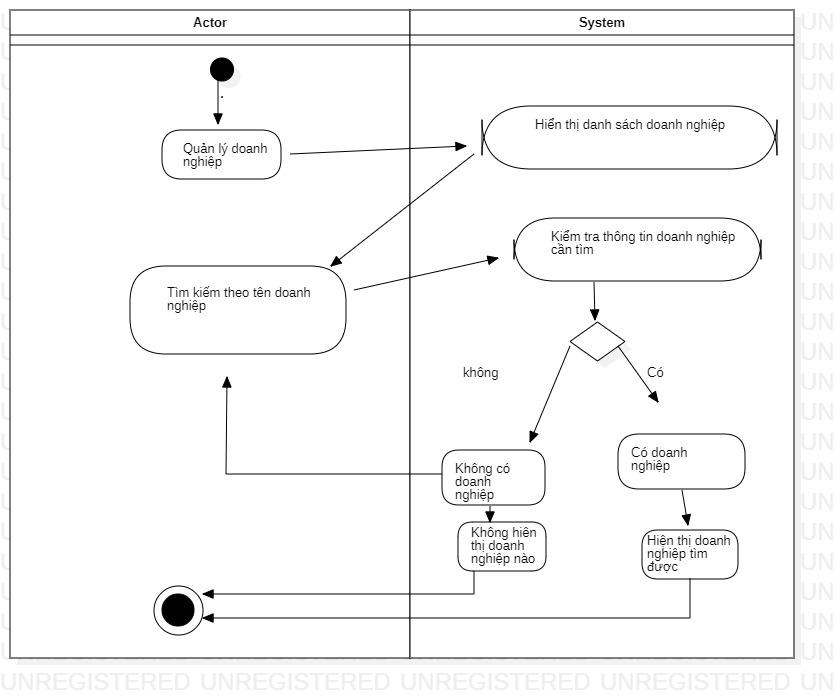 Actor
System
Quản lý doanh
nghiệp
Hiển thị danh sách doanh nghiệp
Kiểm tra thông tin doanh nghiệp
cần tìm
Tìm kiếm theo tên doanh
nghiệp
không
Có
Không có
doanh
nghiệp
Có doanh
nghiệp
Không hiên
thị doanh
nghiệp nào
Hiện thị doanh
nghiệp tìm
được
UNREGISTERED UNREGISTERED UNREGISTERED UNREGISTERED UN